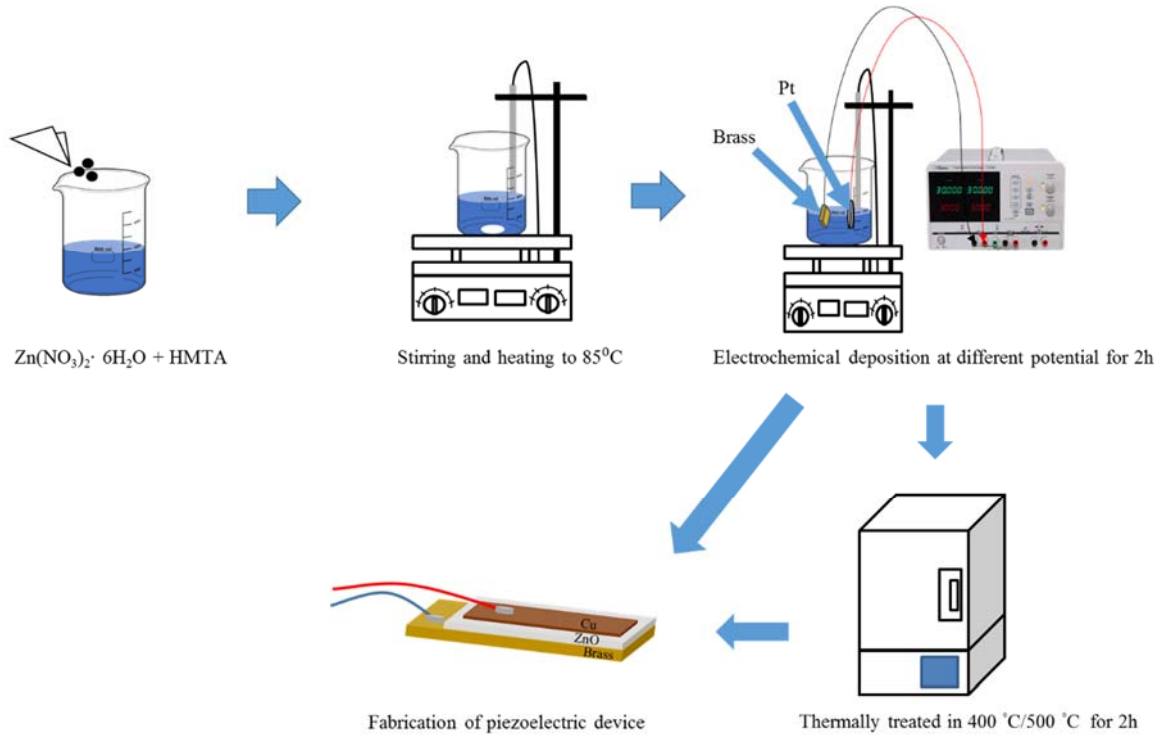 Pt
Brass
Zn(NO₃)₂· 6H₂O + HMTA
Stirring and heating to 85⁰C
Electrochemical deposition at different potential for 2h
Cu
ZnO
Brass
Fabrication of piezoelectric device
Thermally treated in 400 °C/500 °C for 2h